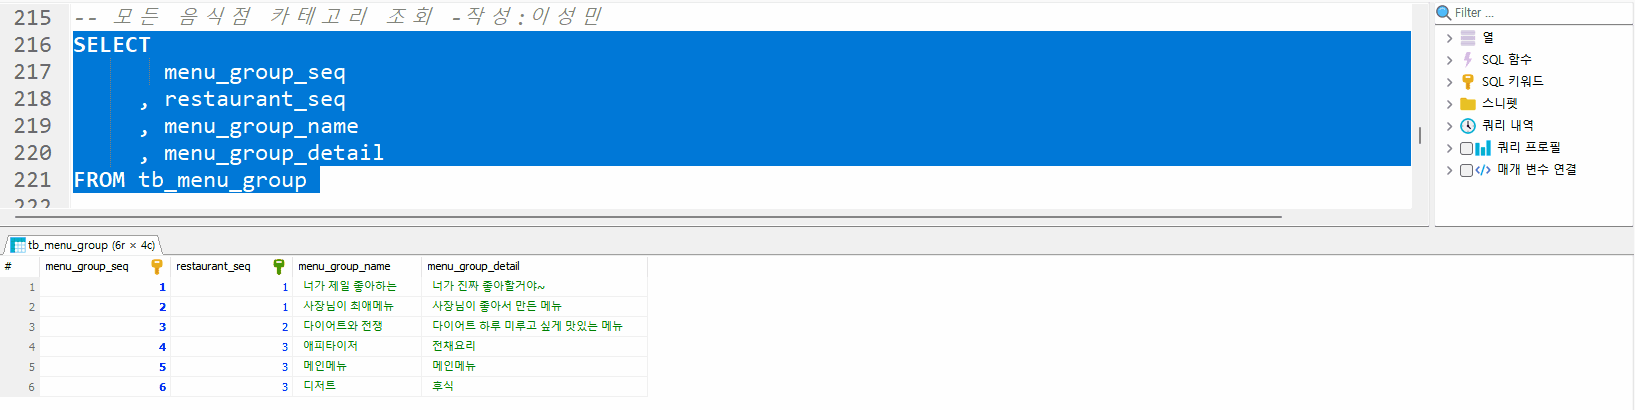 215 -- 모든 음식점 카테고리 조회 -작성:이성민
216 SELECT
217 menu_group_seq
218 , restaurant_seq
219 , menu_group_name
220 , menu_group_detail
221 FROM tb_menu_group
222
Filter ...
열
SQL 함수
SQL 키워드
스니펫
쿼리 내역
쿼리 프로필
매개 변수 연결
tb_menu_group (6r × 4c)
# menu_group_seq restaurant_seq menu_group_name menu_group_detail
1 1 1 너가 제일 좋아하는 너가 진짜 좋아할거야~
2 2 1 사장님이 최애메뉴 사장님이 좋아서 만든 메뉴
3 3 2 다이어트와 전쟁 다이어트 하루 미루고 싶게 맛있는 메뉴
4 4 3 애피타이저 전채요리
5 5 3 메인메뉴 메인메뉴
6 6 3 디저트 후식